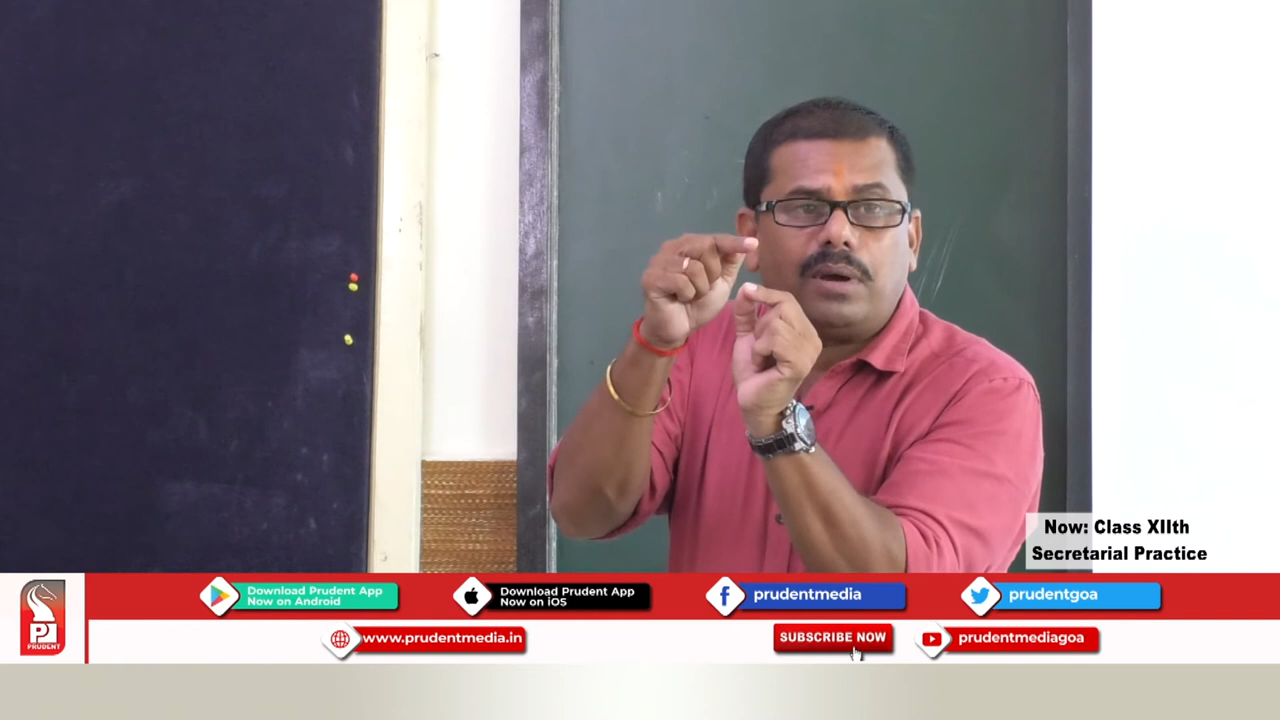 Now: Class XIIth
Secretarial Practice
Download Prudent App
Now on Android
Download Prudent App
Now on iOS
prudentmedia
prudentgoa
PRUDENT
www.prudentmedia.in
SUBSCRIBE NOW
prudentmediagoa